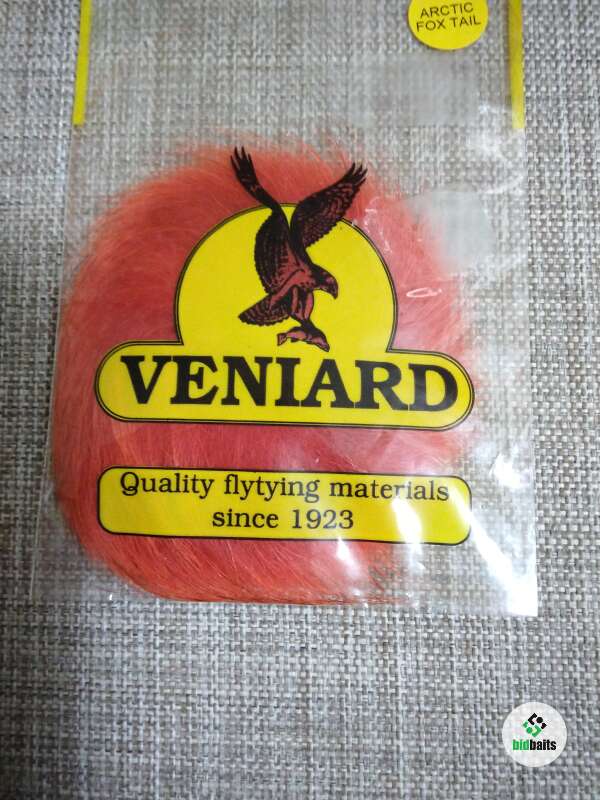 ARCTIC
FOX TAIL
VENIARD
Quality flytying materials
since 1923
bidbaits